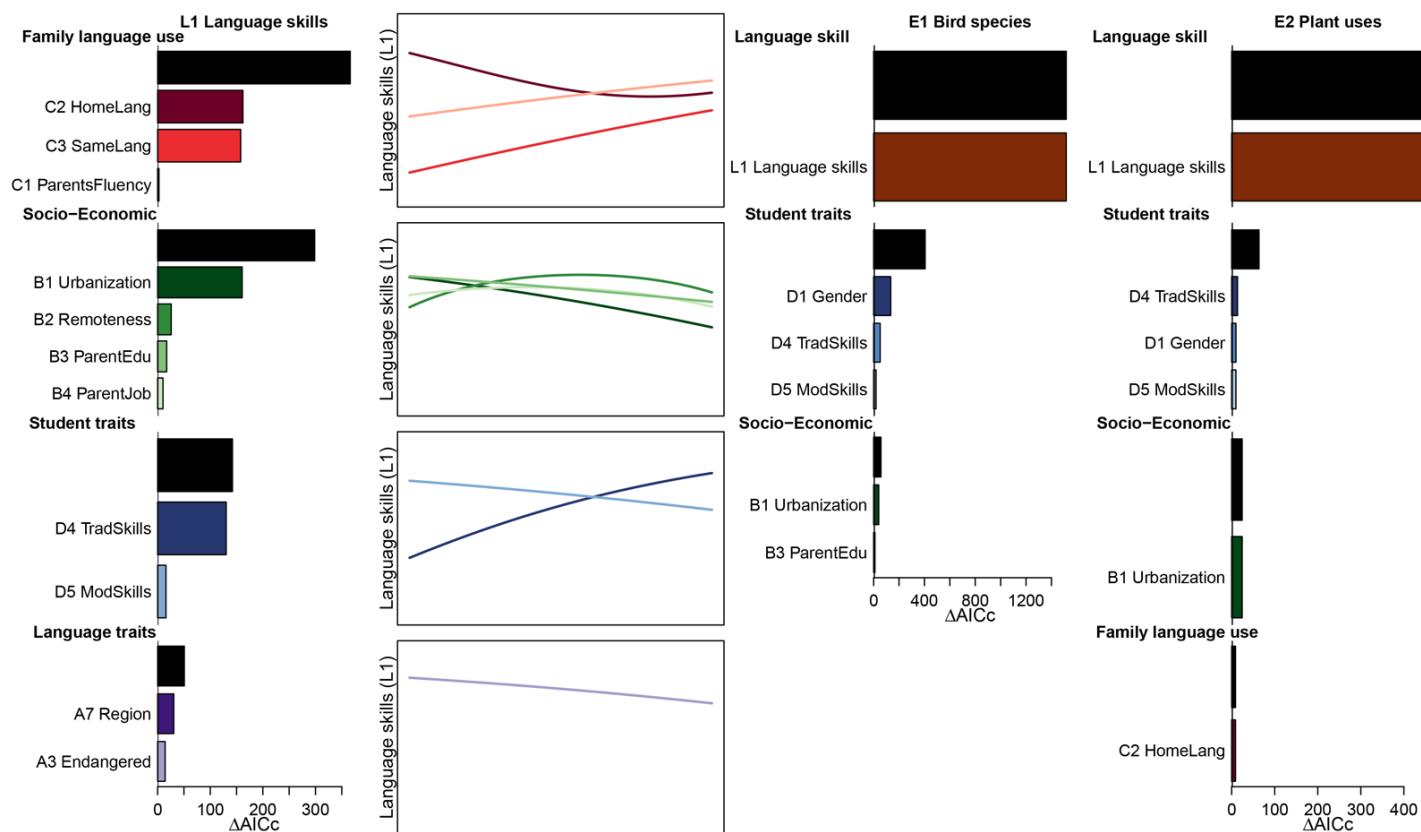 L1 Language skills
Family language use
C2 HomeLang
C3 SameLang
C1 ParentsFluency
Socio−Economic
B1 Urbanization
B2 Remoteness
B3 ParentEdu
B4 ParentJob
Student traits
D4 TradSkills
D5 ModSkills
Language traits
A7 Region
A3 Endangered
0 100 200 300
ΔAICc
Language skills (L1)
Language skills (L1)
Language skills (L1)
Language skills (L1)
E1 Bird species
Language skill
L1 Language skills
Student traits
D1 Gender
D4 TradSkills
D5 ModSkills
Socio−Economic
B1 Urbanization
B3 ParentEdu
0 400 800 1200
ΔAICc
E2 Plant uses
Language skill
L1 Language skills
Student traits
D4 TradSkills
D1 Gender
D5 ModSkills
Socio−Economic
B1 Urbanization
Family language use
C2 HomeLang
0 100 200 300 400
ΔAICc